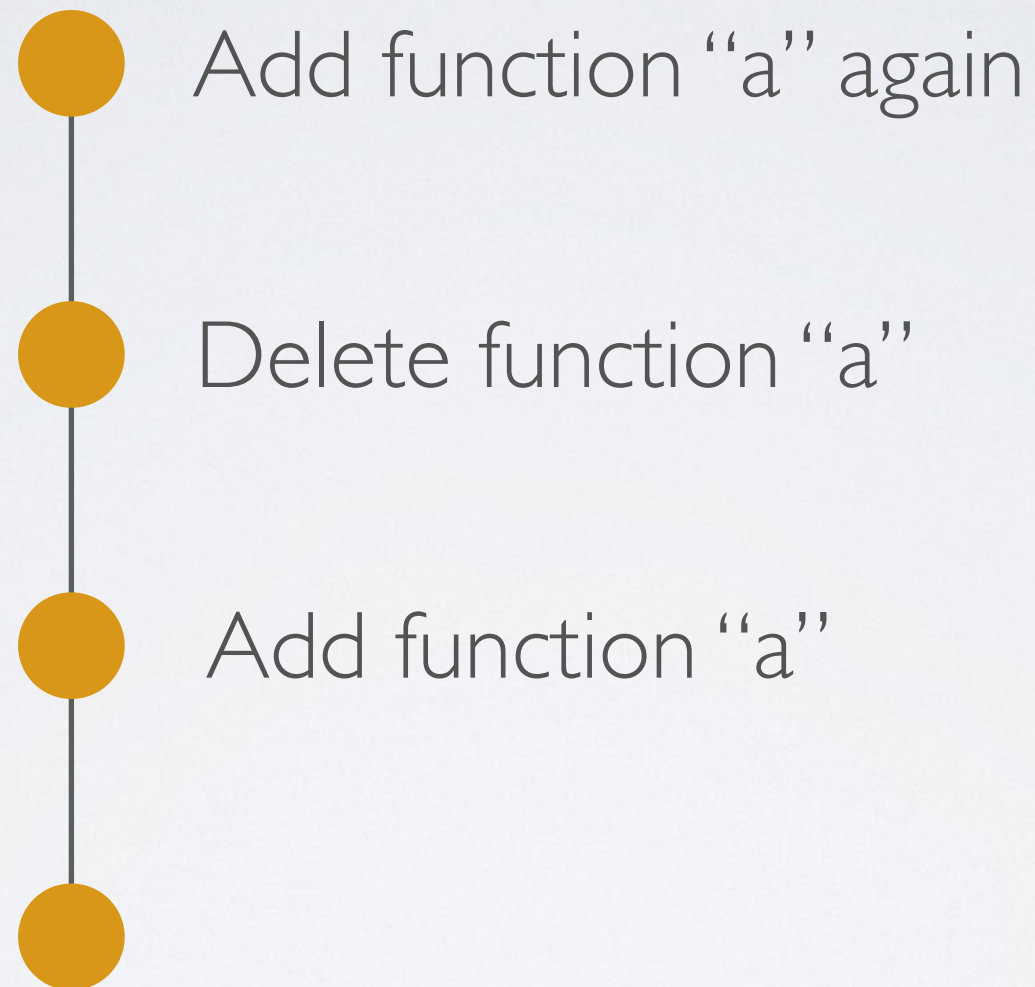 Add function “a” again
Delete function “a”
Add function “a”